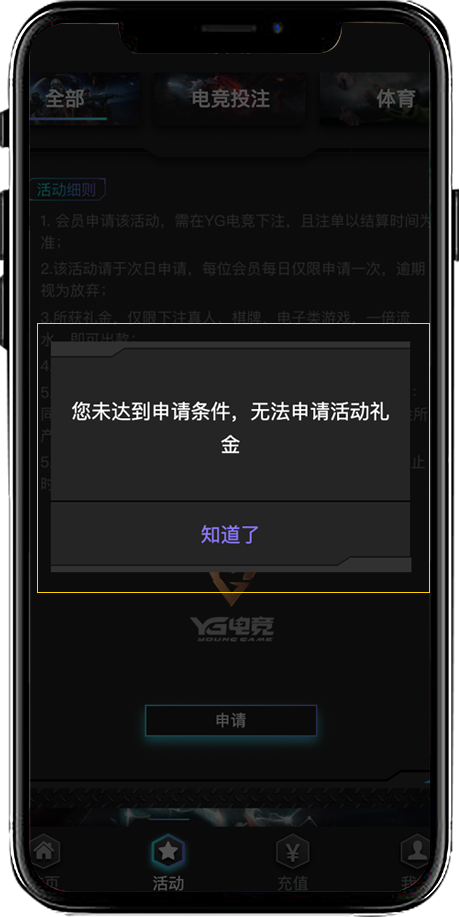 全部
电竞投注
体育
活动细则
1. 会员申请该活动，需在YG电竞下注，且注单以结算时间为
准；
2.该活动请于次日申请，每位会员每日仅限申请一次，逾期
视为放弃；
3.所获礼金，仅限下注真人、棋牌、电子类游戏，一倍流
水，即可出款；
4
5
同
所
产
5
止
时
您未达到申请条件，无法申请活动礼
金
知道了
YG电竞
YOUNG GAME
申请
页
活动
充值
我